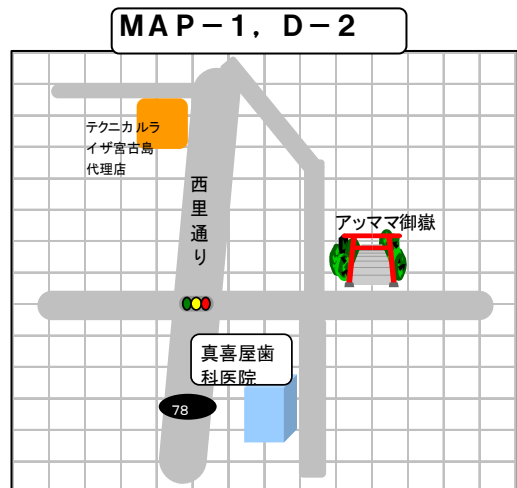 MAP−1,D−2
テクニカルラ
イザ宮古島
代理店
西里通り
アッママ御嶽
真喜屋歯
科医院
78